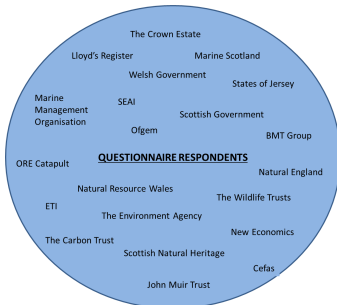 The Crown Estate
Lloyd's Register
Marine Scotland
Welsh Government
States of Jersey
Marine
Management
Organisation
SEAI
Scottish Government
Ofgem
BMT Group
QUESTIONNAIRE RESPONDENTS
ORE Catapult
Natural England
Natural Resource Wales
The Wildlife Trusts
ETI
The Environment Agency
New Economics
The Carbon Trust
Scottish Natural Heritage
Cefas
John Muir Trust